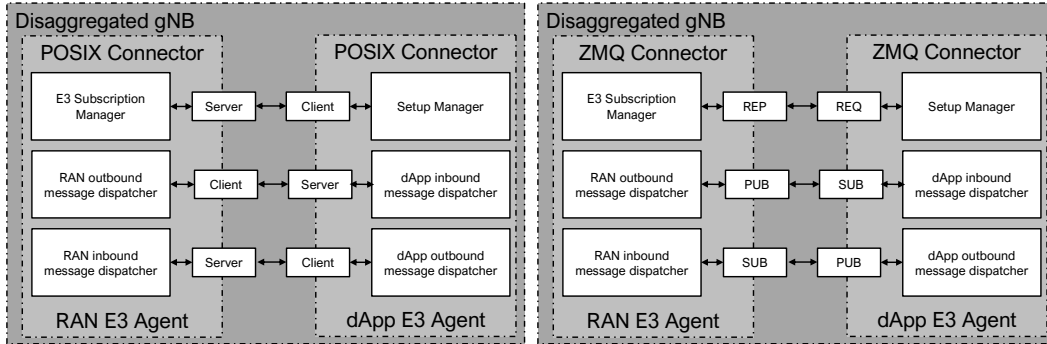 Disaggregated gNB
POSIX Connector
POSIX Connector
E3 Subscription
Manager
Server
Client
Setup Manager
RAN outbound
message dispatcher
Client
Server
dApp inbound
message dispatcher
RAN inbound
message dispatcher
Server
Client
dApp outbound
message dispatcher
RAN E3 Agent
dApp E3 Agent
Disaggregated gNB
ZMQ Connector
ZMQ Connector
E3 Subscription
Manager
REP
REQ
Setup Manager
RAN outbound
message dispatcher
PUB
SUB
dApp inbound
message dispatcher
RAN inbound
message dispatcher
SUB
PUB
dApp outbound
message dispatcher
RAN E3 Agent
dApp E3 Agent